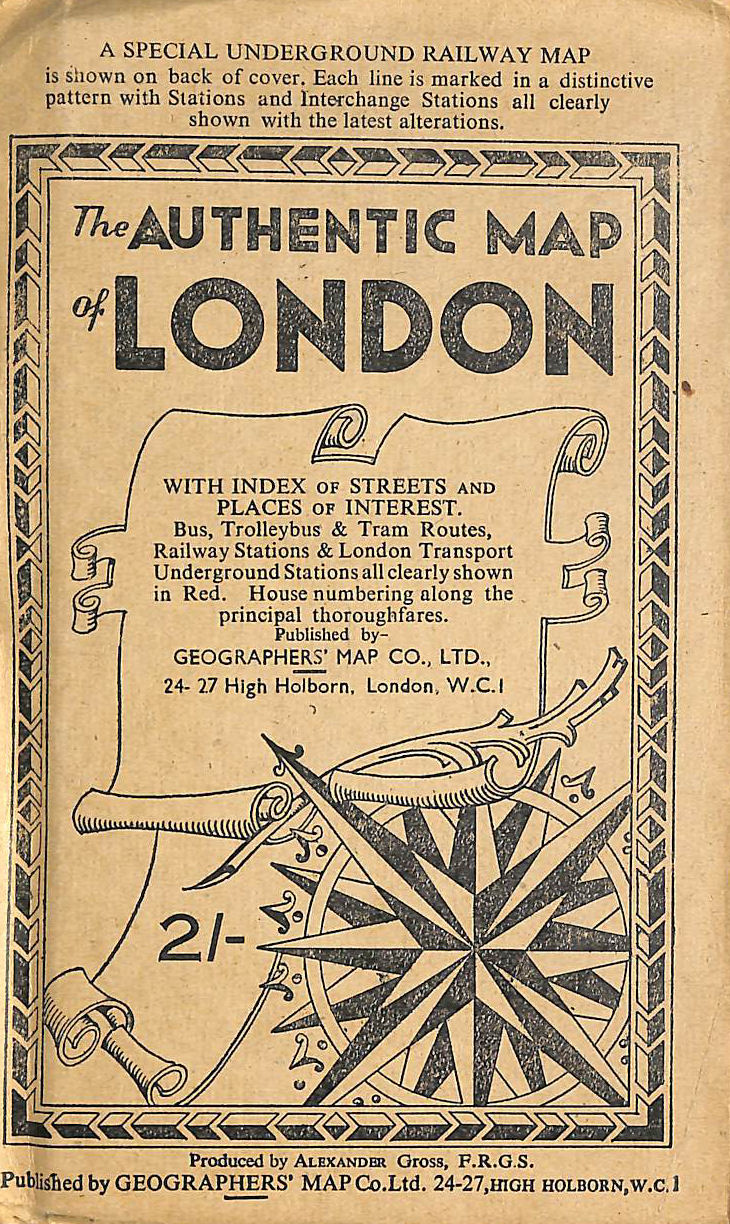 A SPECIAL UNDERGROUND RAILWAY MAP
is shown on back of cover. Each line is marked in a distinctive
pattern with Stations and Interchange Stations all clearly
shown with the latest alterations.
The AUTHENTIC MAP
of LONDON
WITH INDEX OF STREETS AND
PLACES OF INTEREST.
Bus, Trolleybus & Tram Routes,
Railway Stations & London Transport
Underground Stations all clearly shown
in Red. House numbering along the
principal thoroughfares.
Published by-
GEOGRAPHERS' MAP CO., LTD.,
24-27 High Holborn, London, W.C.1
2/-
Produced by ALEXANDER Gross, F.R.G.S.
Published by GEOGRAPHERS' MAP Co.Ltd. 24-27, HIGH HOLBORN, W.C.1